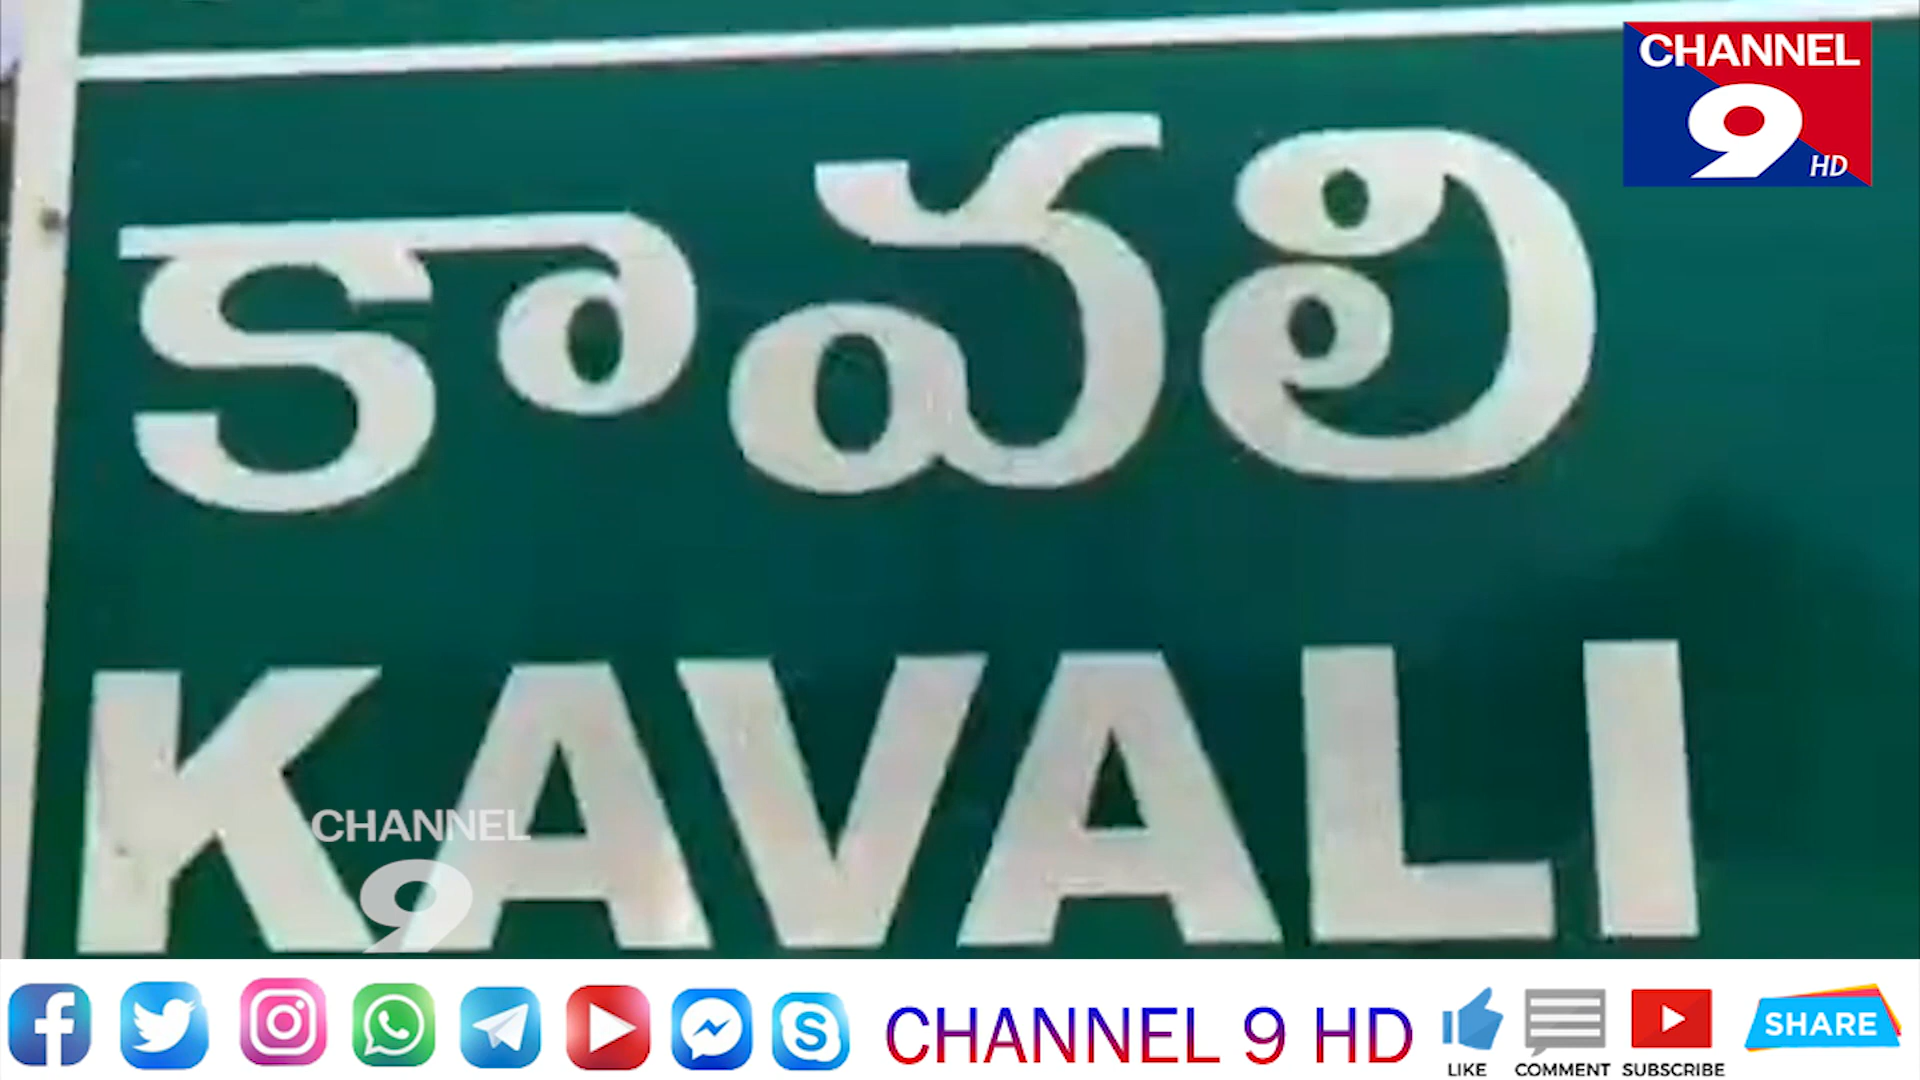 CHANNEL
9
HD
కావలి
KAVALI
CHANNEL
9
CHANNEL 9 HD
LIKE
COMMENT
SUBSCRIBE
SHARE